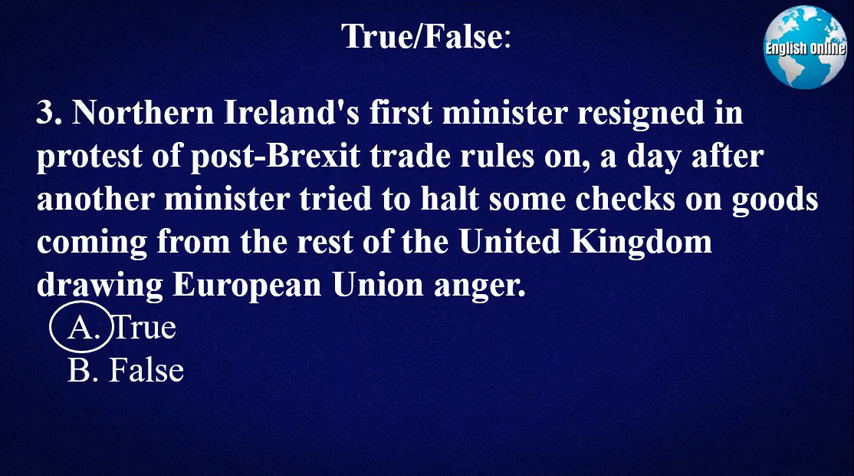 True/False:
English Online
3. Northern Ireland's first minister resigned in
protest of post-Brexit trade rules on, a day after
another minister tried to halt some checks on goods
coming from the rest of the United Kingdom
drawing European Union anger.
A. True
B. False